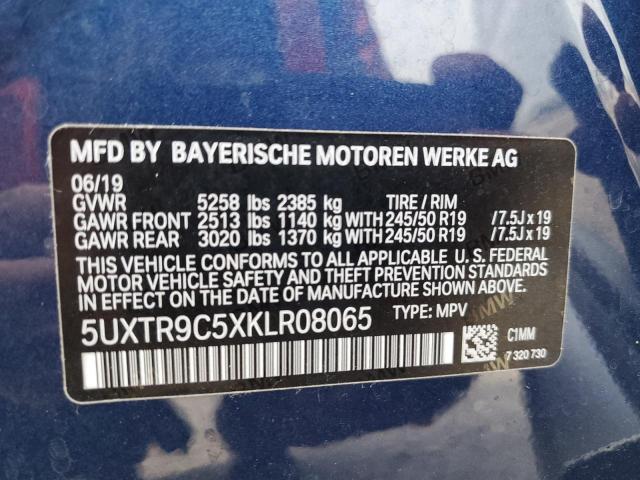 MFD BY BAYERISCHE MOTOREN WERKE AG
06/19
GVWR 5258 lbs 2385 kg TIRE / RIM
GAWR FRONT 2513 lbs 1140 kg WITH 245/50 R19 /7.5J x 19
GAWR REAR 3020 lbs 1370 kg WITH 245/50 R19 /7.5J x 19
THIS VEHICLE CONFORMS TO ALL APPLICABLE U. S. FEDERAL
MOTOR VEHICLE SAFETY AND THEFT PREVENTION STANDARDS
IN EFFECT ON THE DATE OF MANUFACTURE SHOWN ABOVE.
5UXTR9C5XKLR08065 TYPE: MPV
C1MM
7 320 730